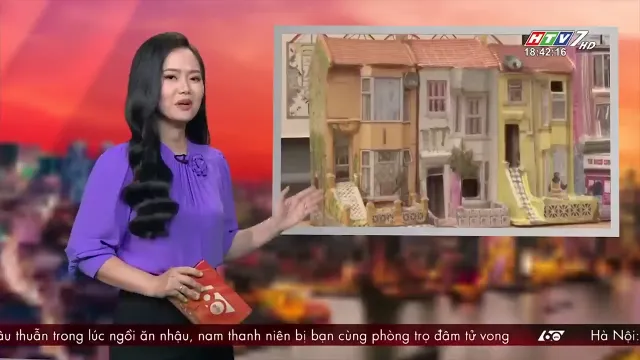 HTV7 HD
18:42:16
âu thuẫn trong lúc ngồi ăn nhậu, nam thanh niên bị bạn cùng phòng trọ đâm tử vong
60 Hà Nội: